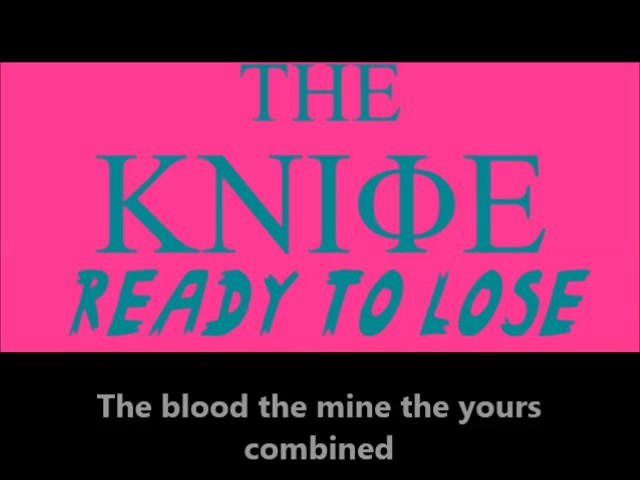 THE
KNIΦE
READY TO LOSE
The blood the mine the yours
combined